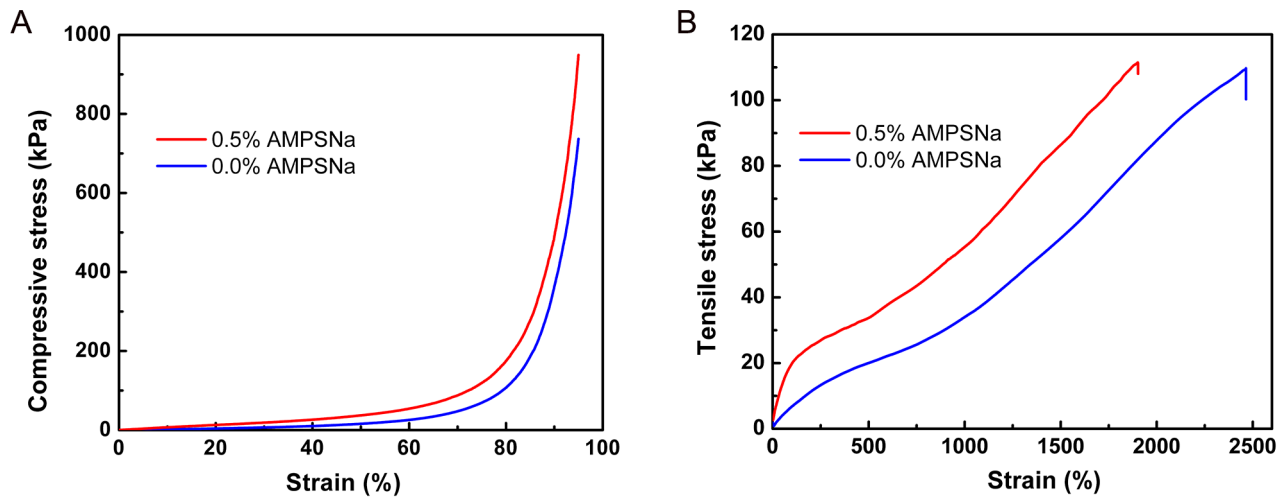 A
Compressive stress (kPa)
1000
800
600
400
200
0
0.5% AMPSNa
0.0% AMPSNa
0 20 40 60 80 100
Strain (%)
B
Tensile stress (kPa)
120
100
80
60
40
20
0
0.5% AMPSNa
0.0% AMPSNa
0 500 1000 1500 2000 2500
Strain (%)